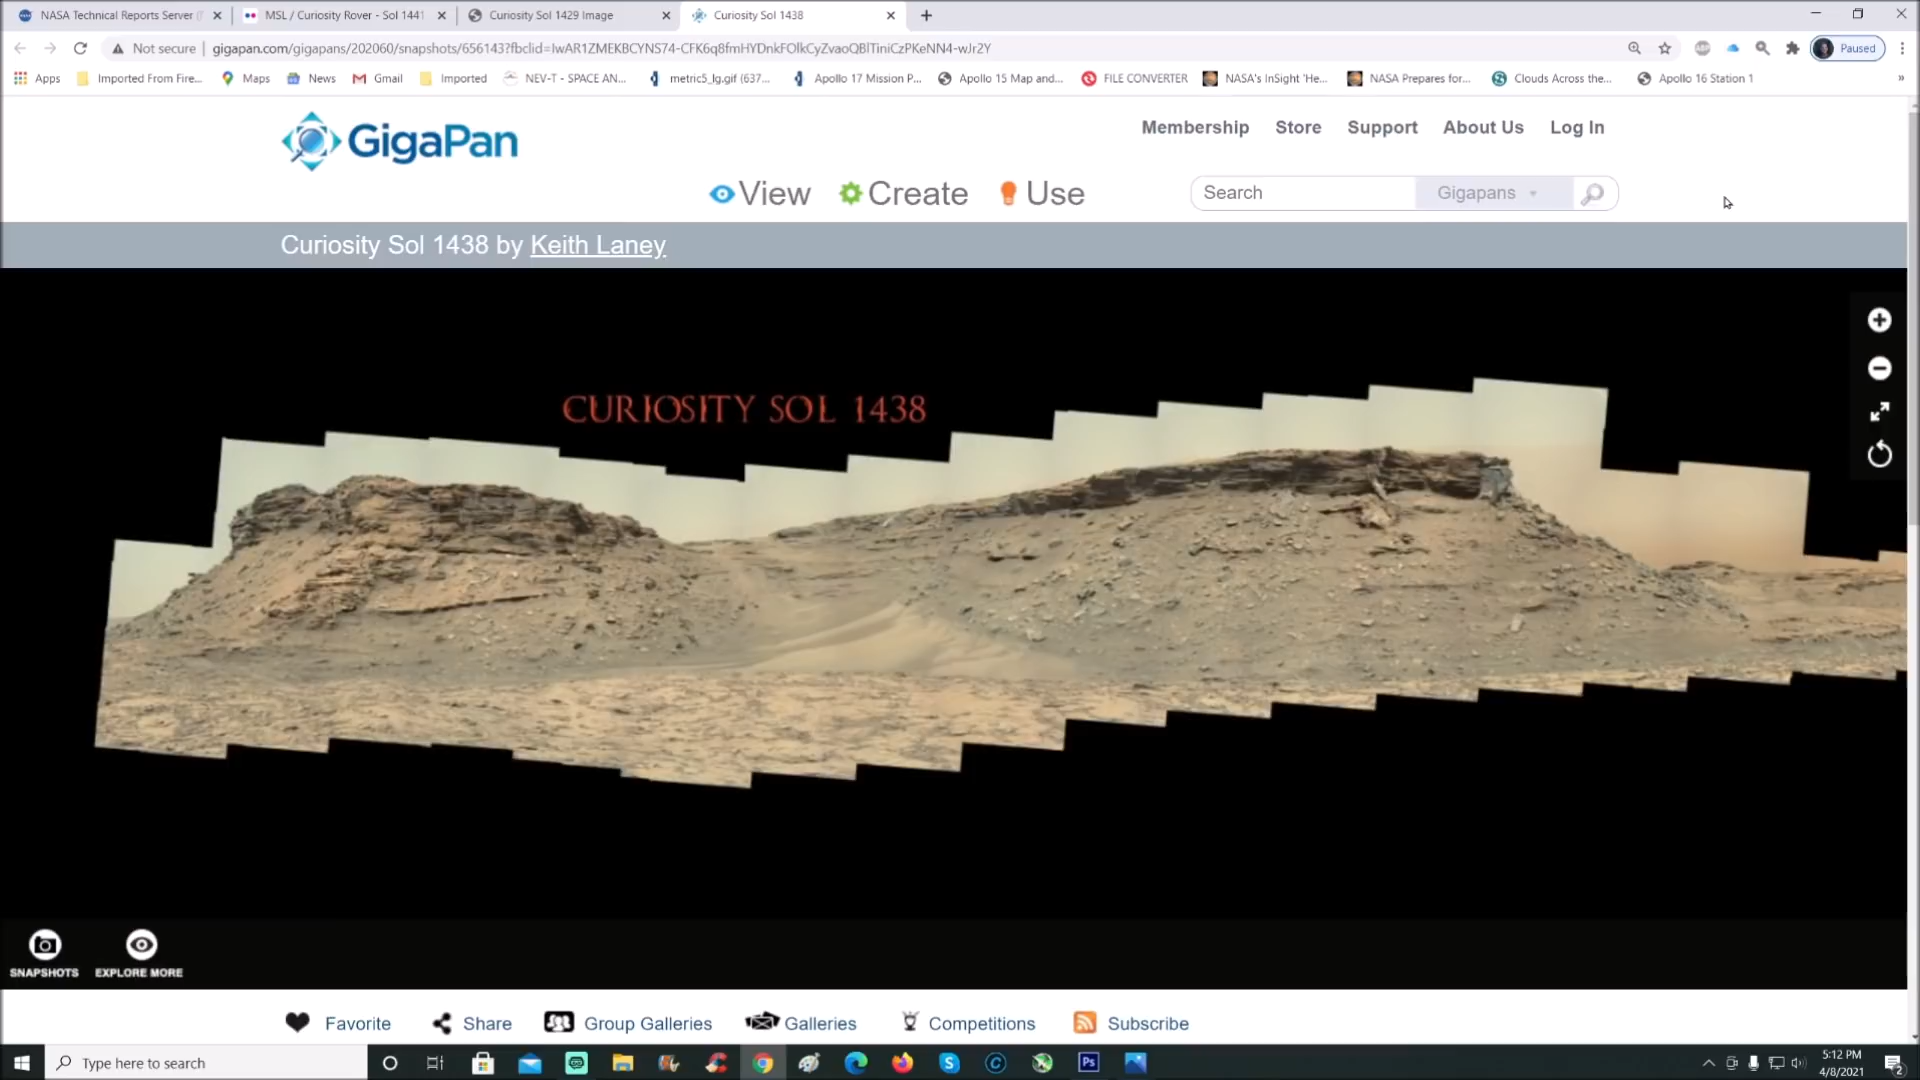 NASA Technical Reports Server (
MSL / Curiosity Rover - Sol 1441
Curiosity Sol 1429 Image
Curiosity Sol 1438
Not secure
gigapan.com/gigapans/202060/snapshots/656143?fbclid=IwAR1ZMEKBCYNS74-CFK6q8fmHYDnkFOlkCyZvaoQBlTiniCzPKeNN4-wJr2Y
Paused
Apps
Imported From Fire...
Maps
News
Gmail
Imported
NEV-T - SPACE AN...
metric5_lg.gif (637...
Apollo 17 Mission P...
Apollo 15 Map and...
FILE CONVERTER
NASA's InSight 'He...
NASA Prepares for...
Clouds Across the...
Apollo 16 Station 1
»
GigaPan
Membership Store Support About Us Log In
View Create Use
Search
Gigapans
Curiosity Sol 1438 by Keith Laney
CURIOSITY SOL 1438
SNAPSHOTS
EXPLORE MORE
Favorite Share Group Galleries Galleries Competitions Subscribe
Type here to search
Ps
5:12 PM
4/8/2021
2